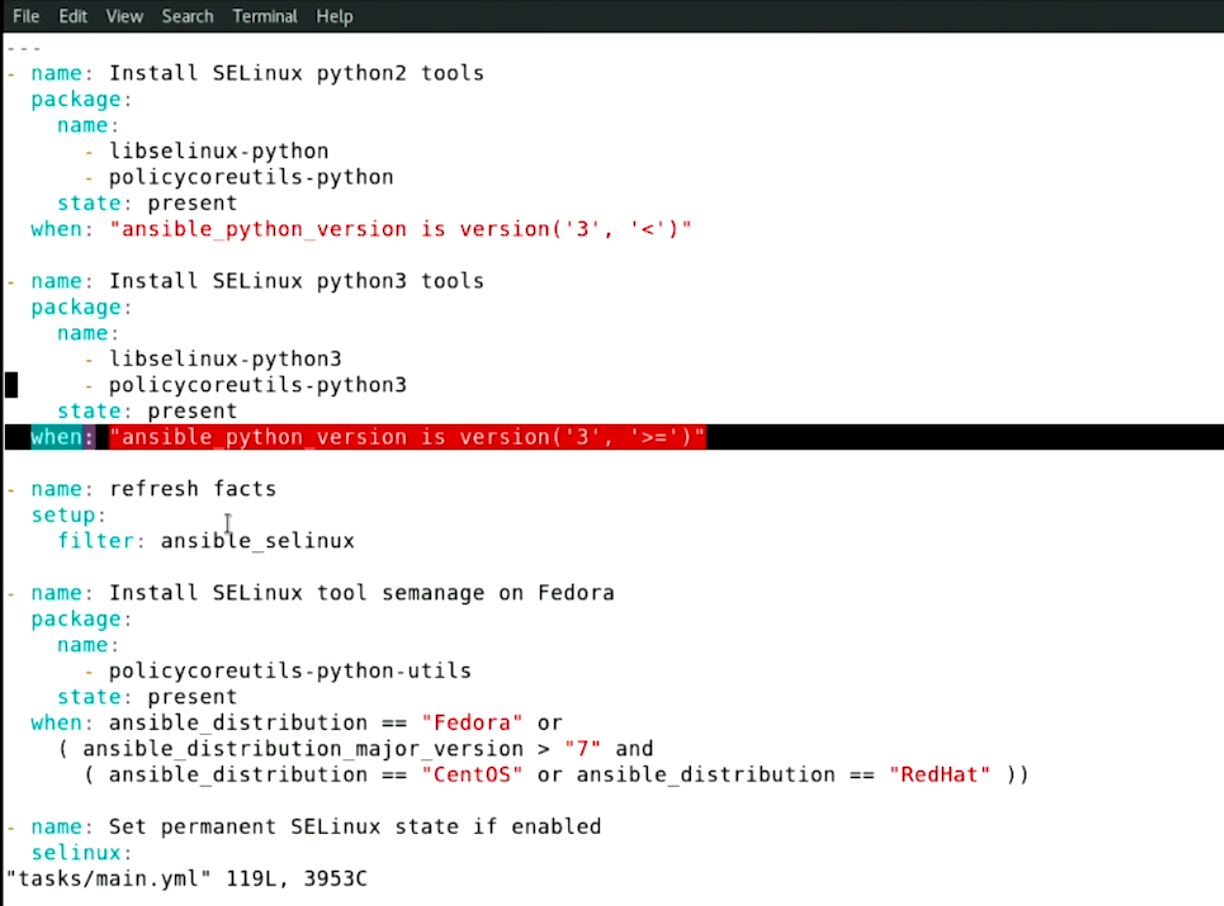 File Edit View Search Terminal Help
---
- name: Install SELinux python2 tools
  package:
    name:
      - libselinux-python
      - policycoreutils-python
    state: present
  when: "ansible_python_version is version('3', '<')"

- name: Install SELinux python3 tools
  package:
    name:
      - libselinux-python3
      - policycoreutils-python3
    state: present
  when: "ansible_python_version is version('3', '>=')"

- name: refresh facts
  setup:
    filter: ansible_selinux

- name: Install SELinux tool semanage on Fedora
  package:
    name:
      - policycoreutils-python-utils
    state: present
  when: ansible_distribution == "Fedora" or
    ( ansible_distribution_major_version > "7" and
      ( ansible_distribution == "CentOS" or ansible_distribution == "RedHat" ))

- name: Set permanent SELinux state if enabled
  selinux:
"tasks/main.yml" 119L, 3953C